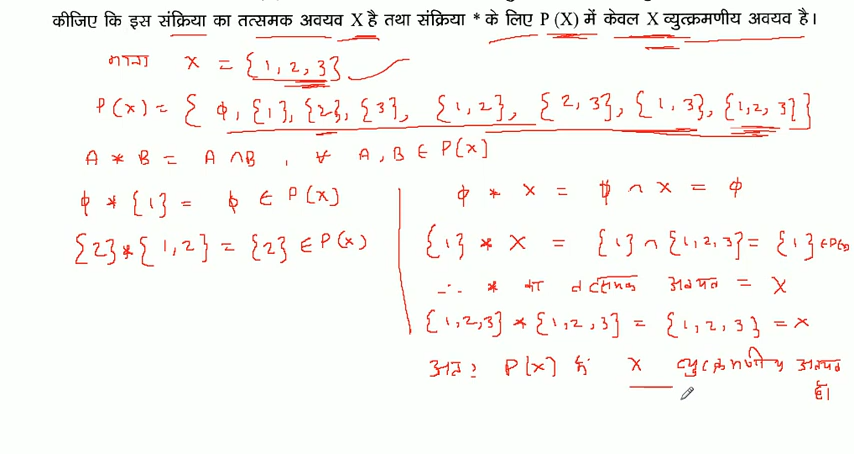 कीजिए कि इस संक्रिया का तत्समक अवयव X है तथा संक्रिया * के लिए P (X) में केवल X व्युत्क्रमणीय अवयव है।
माना X = {1, 2, 3}
P(X) = { ϕ, {1}, {2}, {3}, {1, 2}, {2, 3}, {1, 3}, {1, 2, 3}}
A * B = A ∩ B , ∀ A, B ∈ P(X)
ϕ * {1} = ϕ ∈ P(X)
{2} * {1, 2} = {2} ∈ P(X)
ϕ * X = ϕ ∩ X = ϕ
{1} * X = {1} ∩ {1, 2, 3} = {1} ∈ P(X)
∴ * का तत्समक अवयव = X
{1, 2, 3} * {1, 2, 3} = {1, 2, 3} = X
अतः P(X) में X व्युत्क्रमणीय अवयव
है।